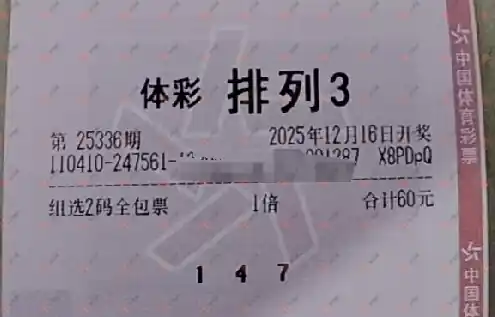 体彩 排列3
第 25336期 2025年12月16日开奖
110410-247561- 001387 X8PDpQ
组选2码全包票 1倍 合计60元
1 4 7
中国体育彩票
中国体